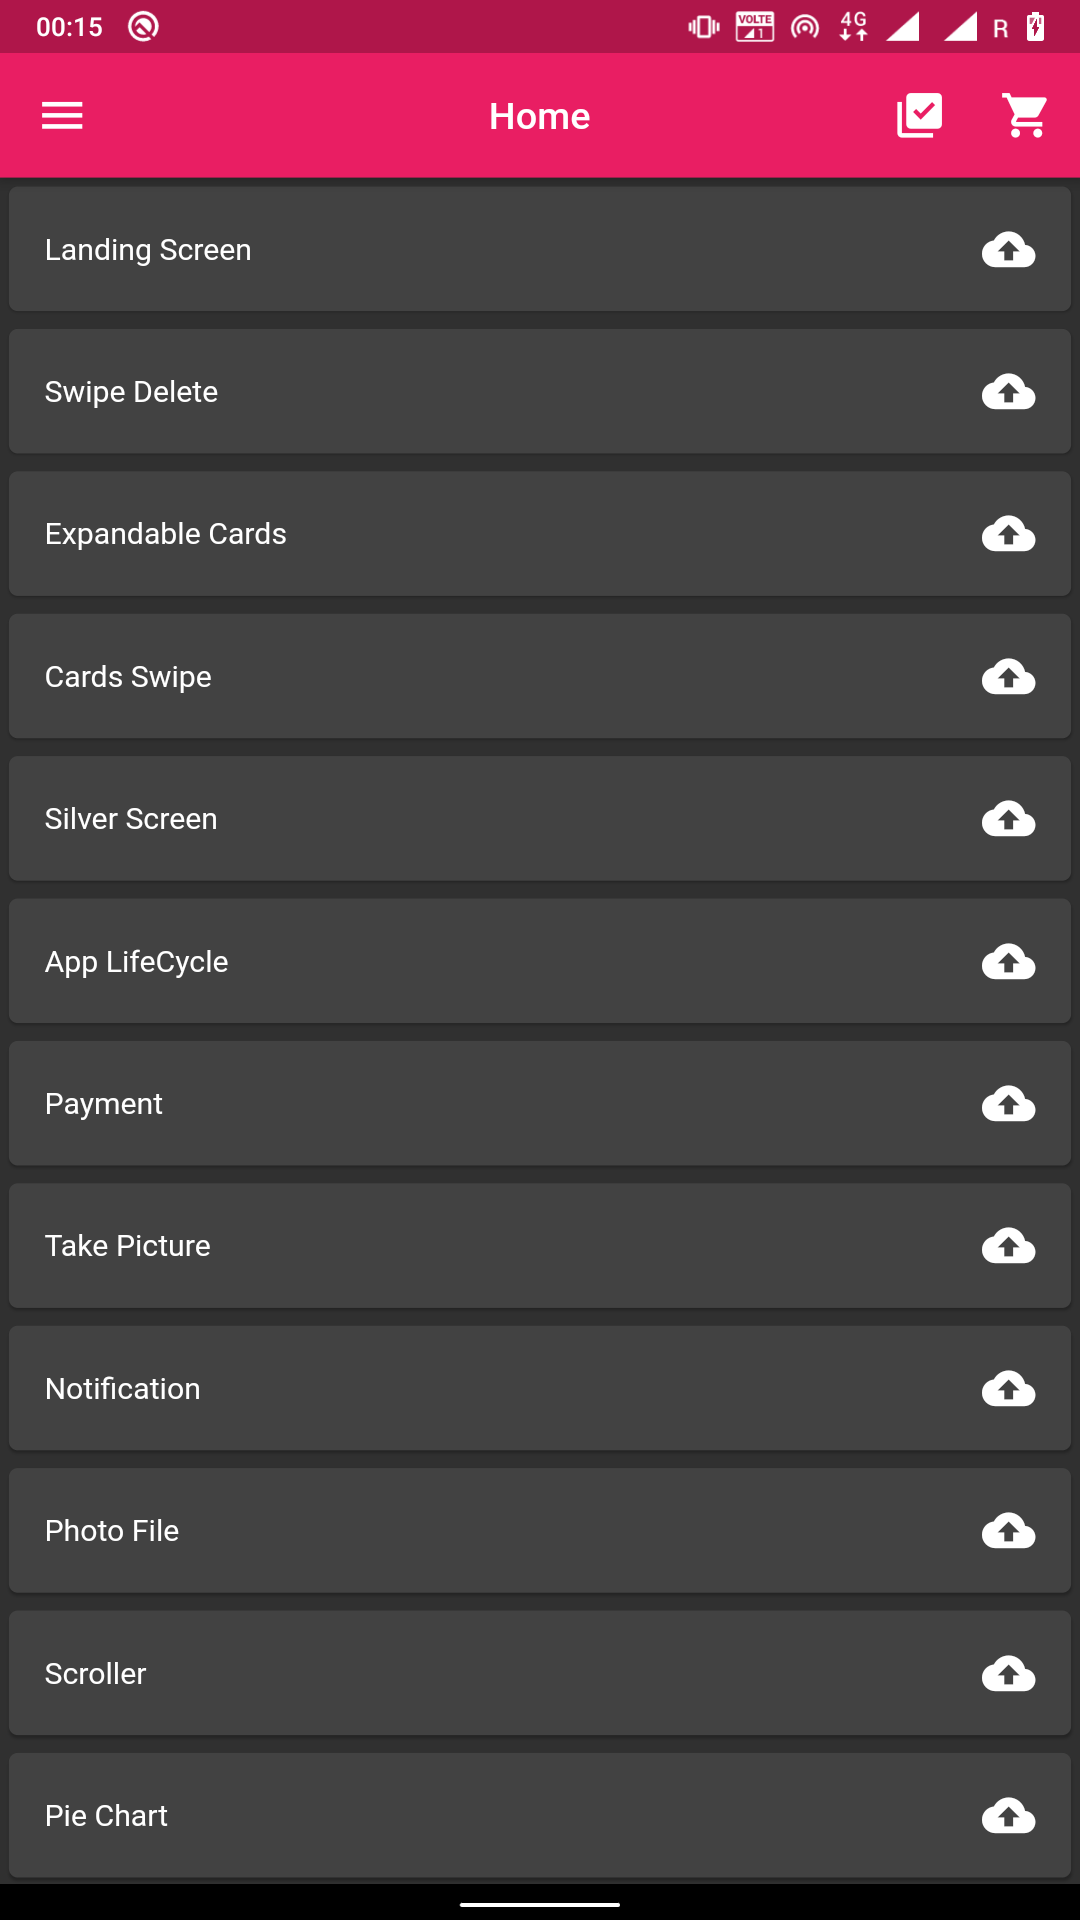 00:15 VOLTE 1 4G R
Home
Landing Screen
Swipe Delete
Expandable Cards
Cards Swipe
Silver Screen
App LifeCycle
Payment
Take Picture
Notification
Photo File
Scroller
Pie Chart